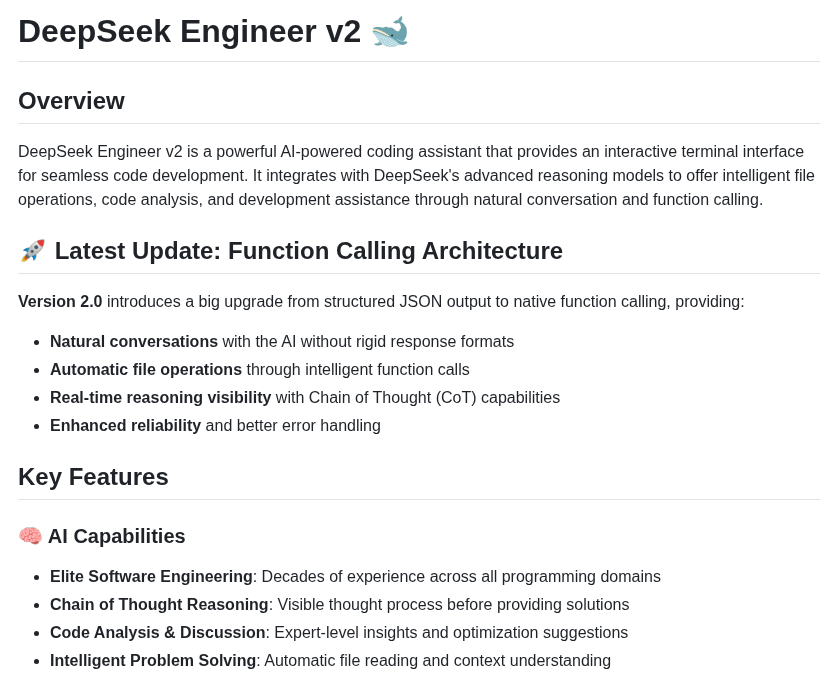 DeepSeek Engineer v2 🐋
Overview
DeepSeek Engineer v2 is a powerful AI-powered coding assistant that provides an interactive terminal interface
for seamless code development. It integrates with DeepSeek's advanced reasoning models to offer intelligent file
operations, code analysis, and development assistance through natural conversation and function calling.
🚀 Latest Update: Function Calling Architecture
Version 2.0 introduces a big upgrade from structured JSON output to native function calling, providing:
• Natural conversations with the AI without rigid response formats
• Automatic file operations through intelligent function calls
• Real-time reasoning visibility with Chain of Thought (CoT) capabilities
• Enhanced reliability and better error handling
Key Features
🧠 AI Capabilities
• Elite Software Engineering: Decades of experience across all programming domains
• Chain of Thought Reasoning: Visible thought process before providing solutions
• Code Analysis & Discussion: Expert-level insights and optimization suggestions
• Intelligent Problem Solving: Automatic file reading and context understanding